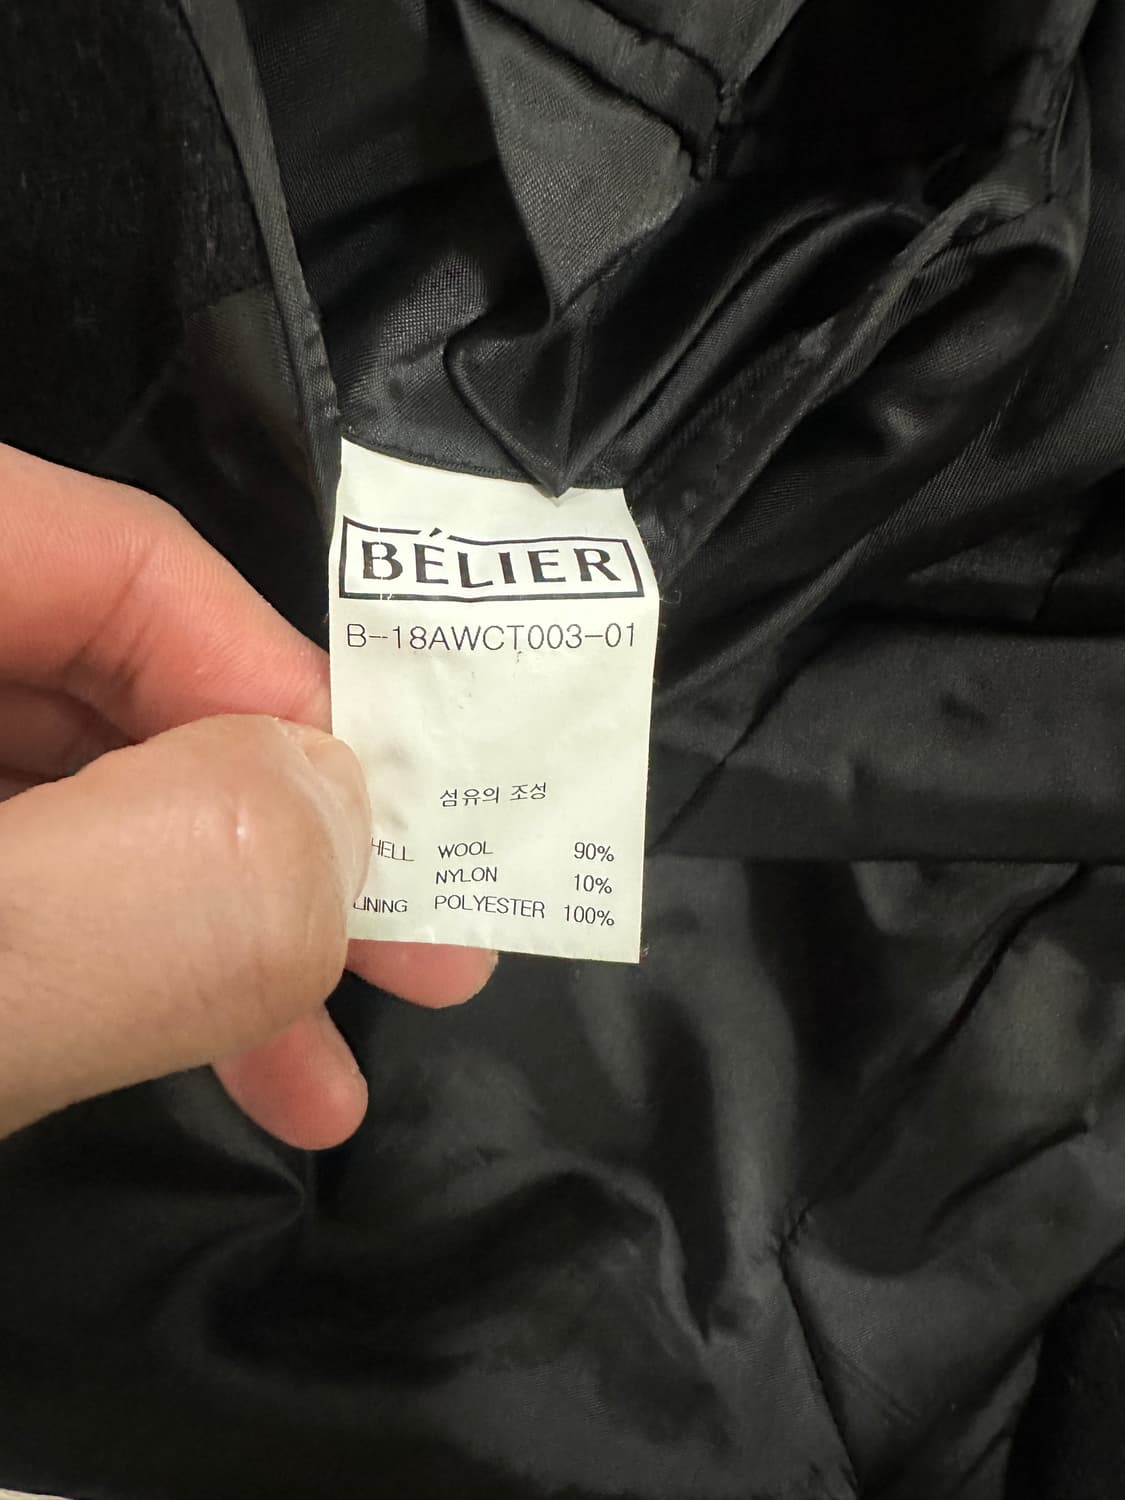 BÉLIER
B-18AWCT003-01
섬유의 조성
HELL WOOL 90%
NYLON 10%
LINING POLYESTER 100%